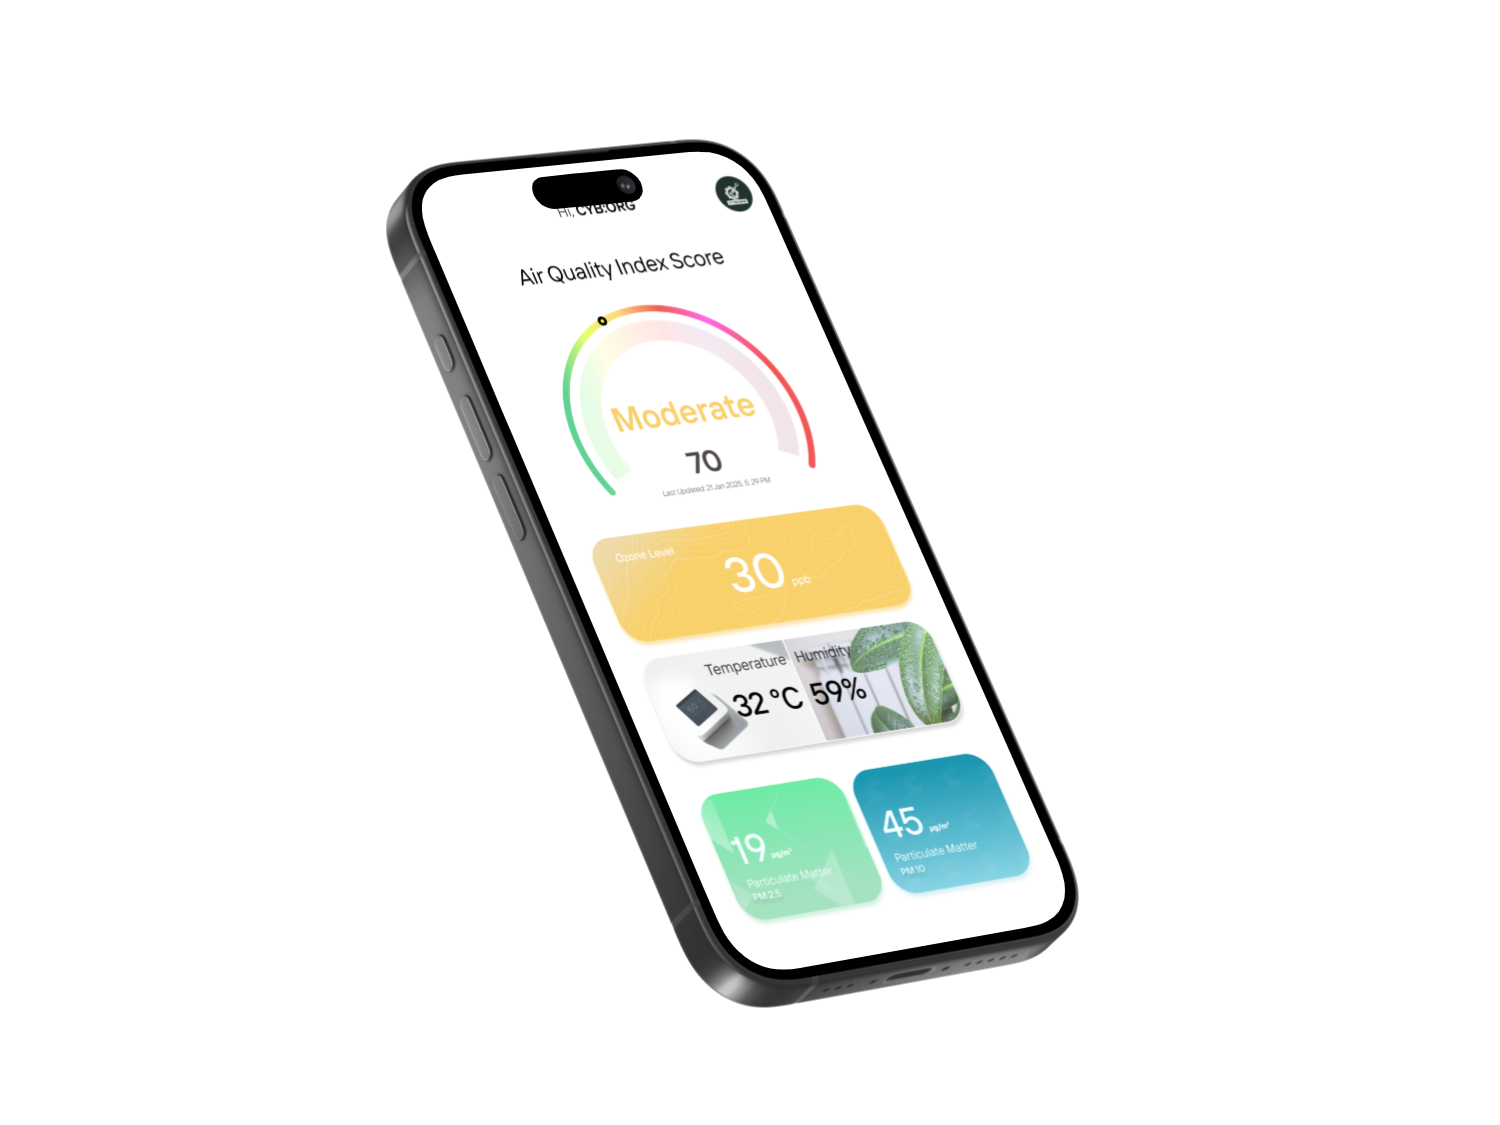 Hi, CYB:ORG
Air Quality Index Score
Moderate
70
Last Updated: 21 Jan 2025, 5:29 PM
Ozone Level
30 ppb
Temperature Humidity
32 °C 59%
19 µg/m³
Particulate Matter
PM 2.5
45 µg/m³
Particulate Matter
PM 10